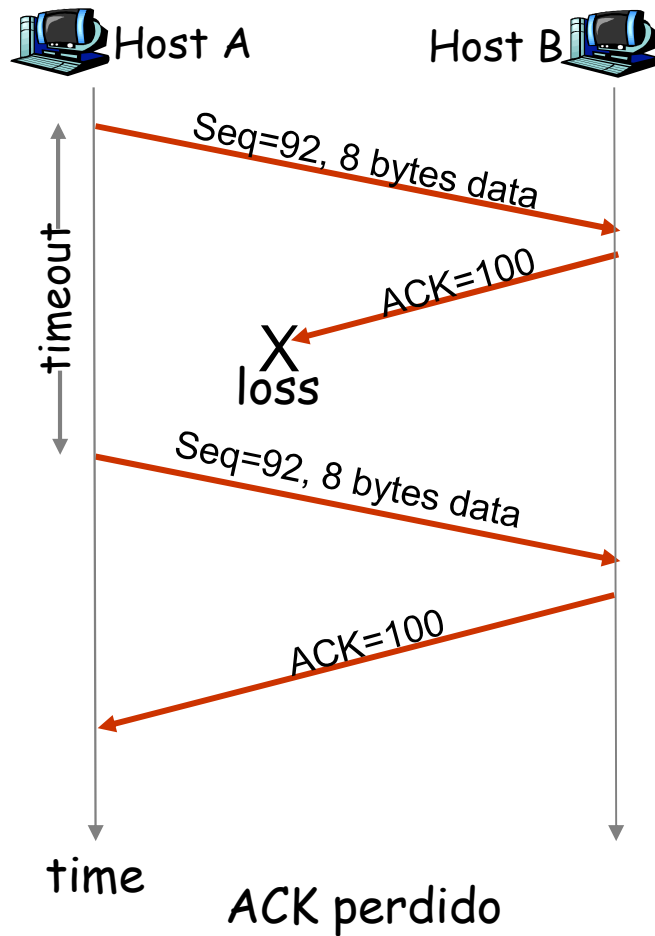 Host A
Host B
Seq=92, 8 bytes data
ACK=100
timeout
X
loss
Seq=92, 8 bytes data
ACK=100
time
ACK perdido